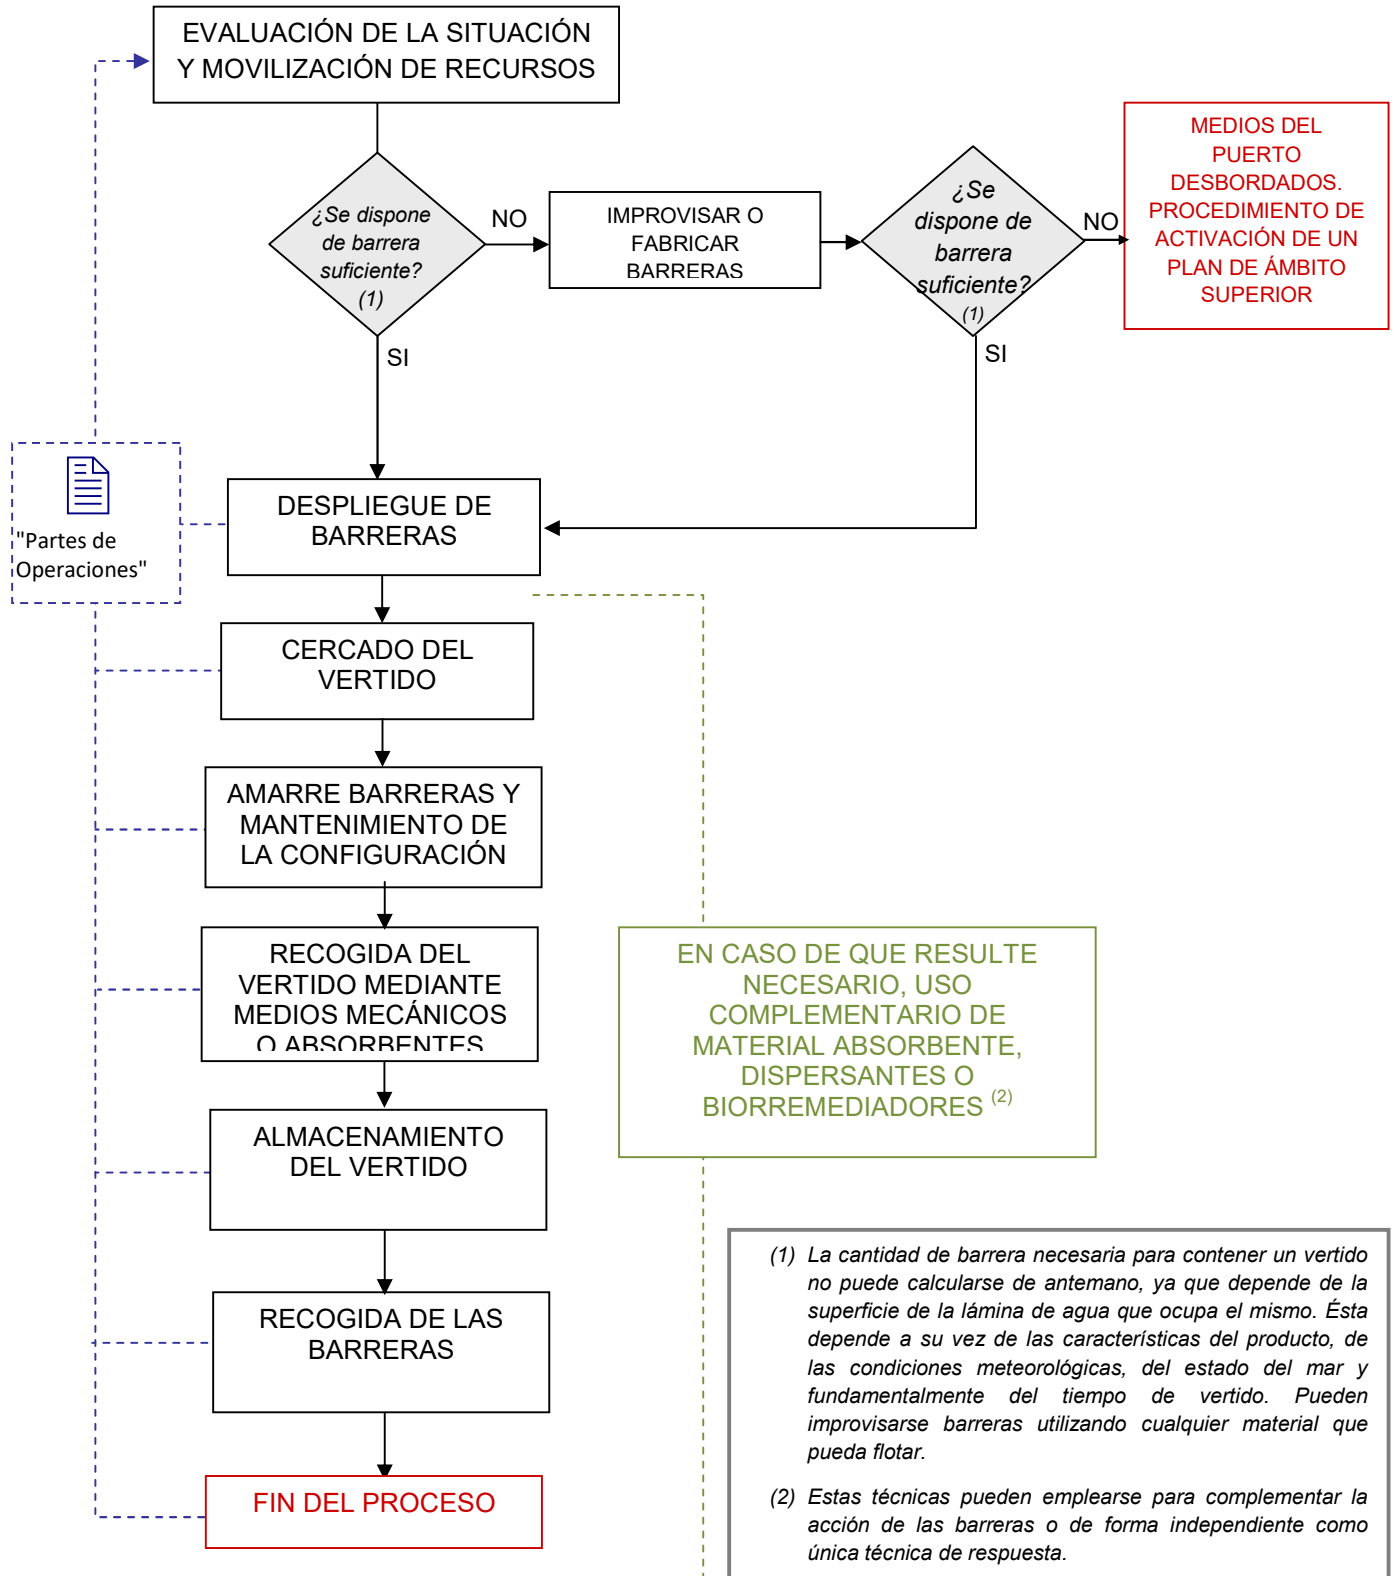 EVALUACIÓN DE LA SITUACIÓN
Y MOVILIZACIÓN DE RECURSOS
¿Se dispone
de barrera
suficiente?
(1)
NO
SI
IMPROVISAR O
FABRICAR
BARRERAS
¿Se
dispone de
barrera
suficiente?
(1)
NO
SI
MEDIOS DEL
PUERTO
DESBORDADOS.
PROCEDIMIENTO DE
ACTIVACIÓN DE UN
PLAN DE ÁMBITO
SUPERIOR
"Partes de
Operaciones"
DESPLIEGUE DE
BARRERAS
CERCADO DEL
VERTIDO
AMARRE BARRERAS Y
MANTENIMIENTO DE
LA CONFIGURACIÓN
RECOGIDA DEL
VERTIDO MEDIANTE
MEDIOS MECÁNICOS
O ABSORBENTES
EN CASO DE QUE RESULTE
NECESARIO, USO
COMPLEMENTARIO DE
MATERIAL ABSORBENTE,
DISPERSANTES O
BIORREMEDIADORES (2)
ALMACENAMIENTO
DEL VERTIDO
RECOGIDA DE LAS
BARRERAS
FIN DEL PROCESO
(1) La cantidad de barrera necesaria para contener un vertido
no puede calcularse de antemano, ya que depende de la
superficie de la lámina de agua que ocupa el mismo. Ésta
depende a su vez de las características del producto, de
las condiciones meteorológicas, del estado del mar y
fundamentalmente del tiempo de vertido. Pueden
improvisarse barreras utilizando cualquier material que
pueda flotar.
(2) Estas técnicas pueden emplearse para complementar la
acción de las barreras o de forma independiente como
única técnica de respuesta.